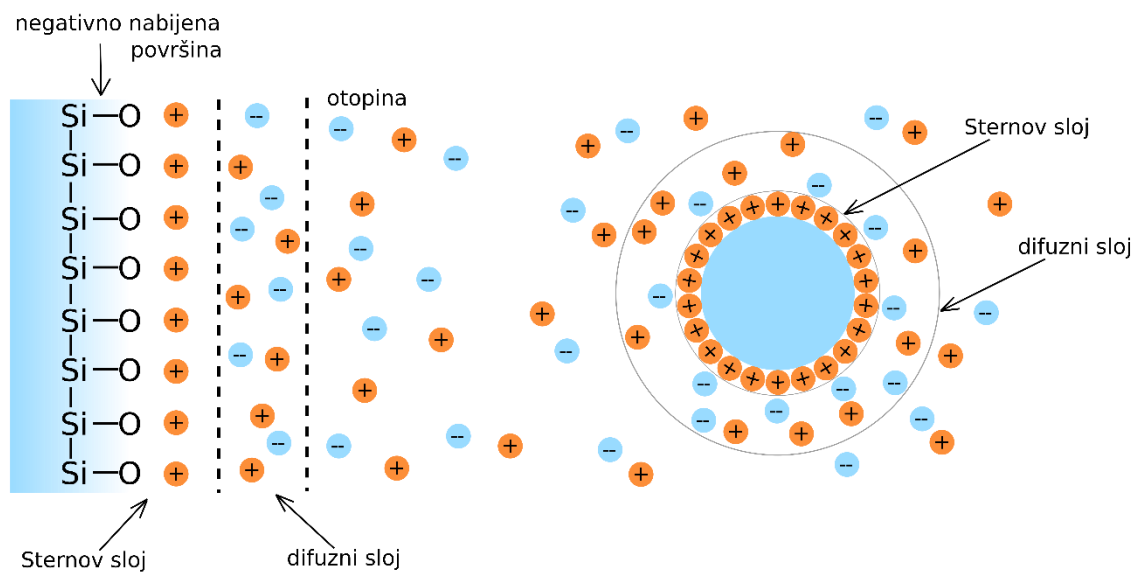 negativno nabijena
površina
otopina
Si—O +
Si—O +
Si—O +
Si—O +
Si—O +
Si—O +
Si—O +
Si—O +
Sternov sloj
difuzni sloj
Sternov sloj
difuzni sloj